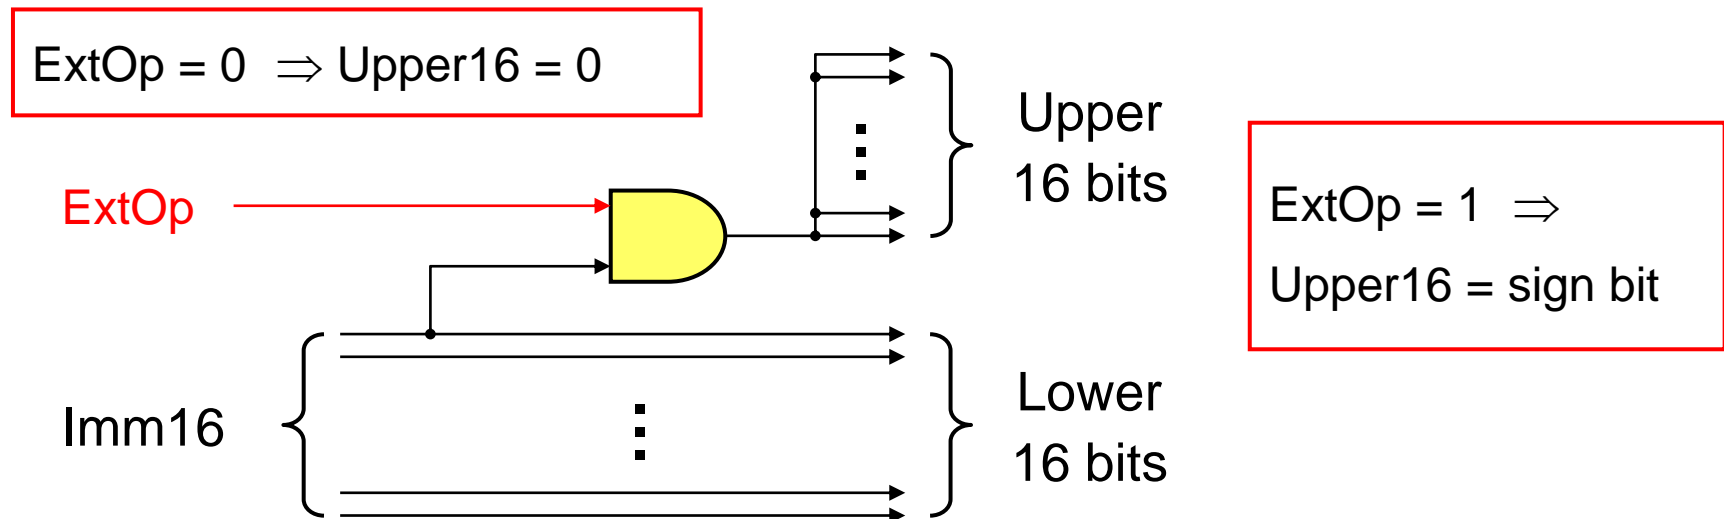 ExtOp = 0 ⇒ Upper16 = 0
Upper
16 bits
ExtOp
ExtOp = 1 ⇒
Upper16 = sign bit
Imm16
Lower
16 bits